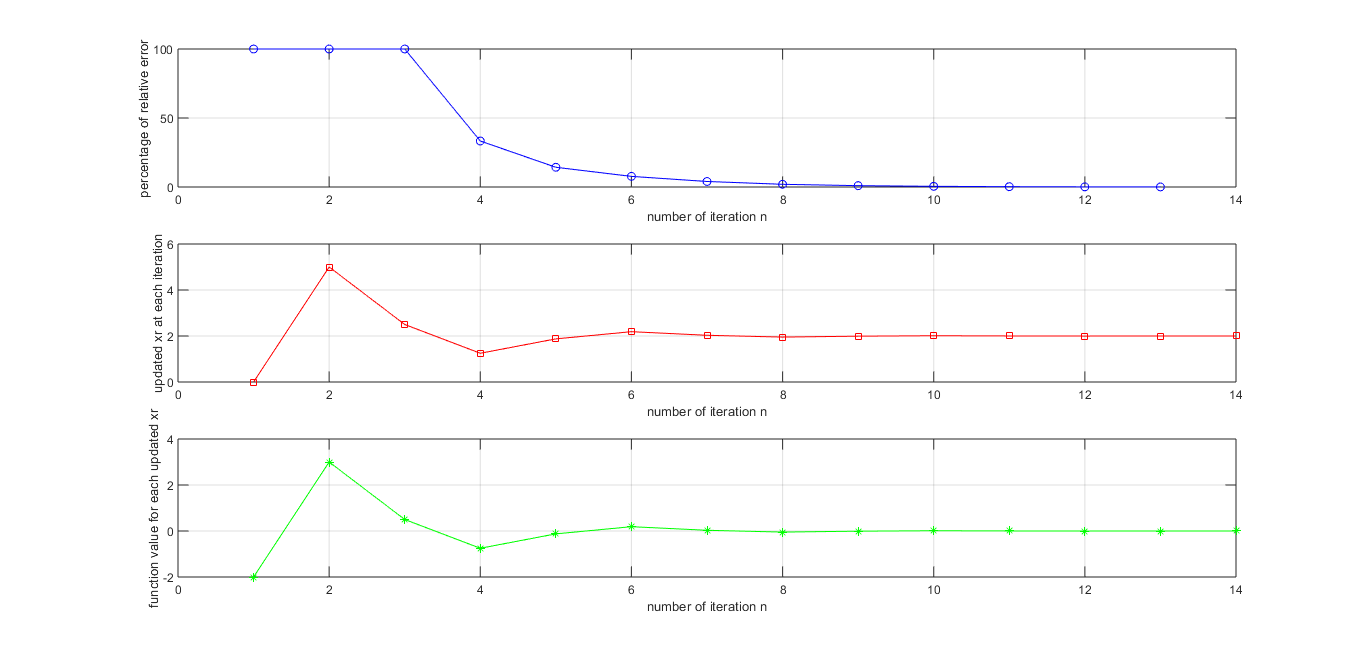 percentage of relative error
100
50
0
0 2 4 6 8 10 12 14
number of iteration n
updated xr at each iteration
6
4
2
0
0 2 4 6 8 10 12 14
number of iteration n
function value for each updated xr
4
2
0
-2
0 2 4 6 8 10 12 14
number of iteration n